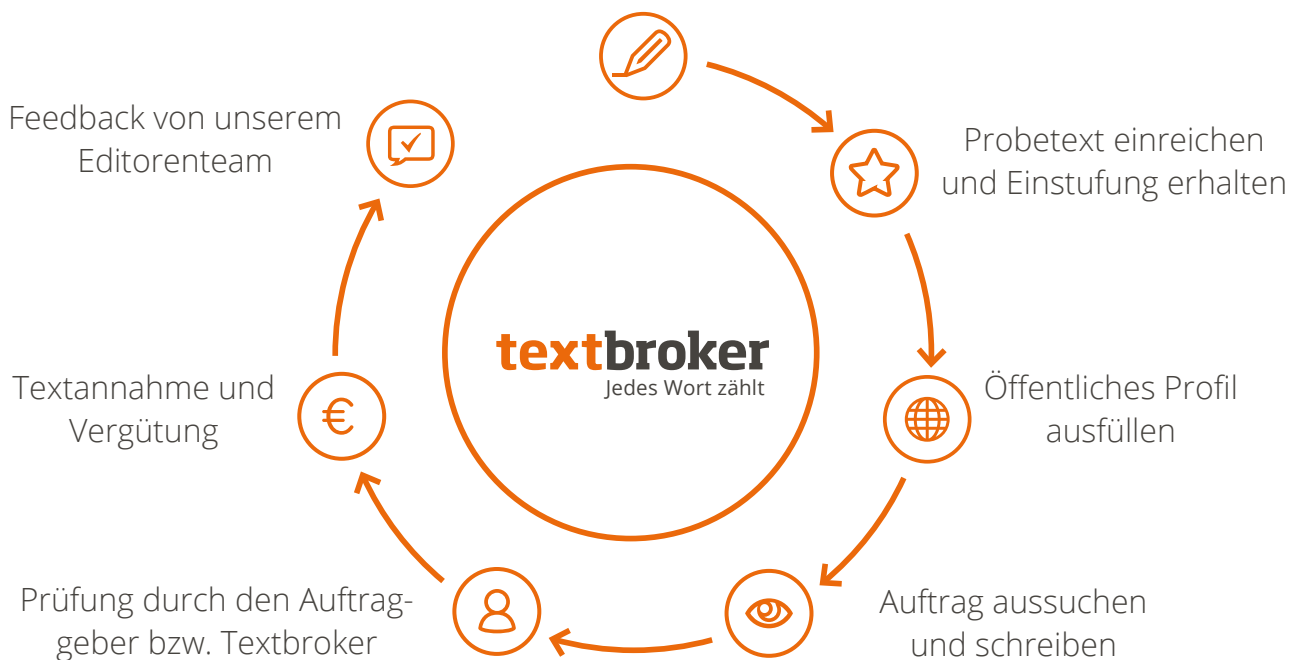 Probetext einreichen
und Einstufung erhalten
Öffentliches Profil
ausfüllen
Auftrag aussuchen
und schreiben
Prüfung durch den Auftrag-
geber bzw. Textbroker
Textannahme und
Vergütung
€
Feedback von unserem
Editorenteam
textbroker
Jedes Wort zählt